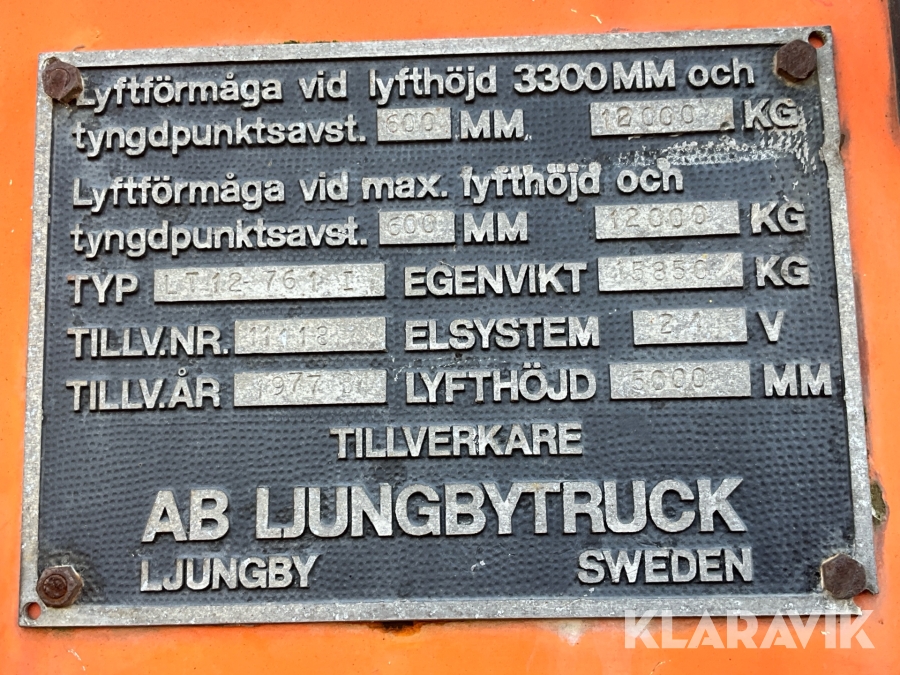 Lyftförmåga vid lyfthöjd 3300 MM och
tyngdpunktsavst. 600 MM 12000 KG
Lyftförmåga vid max. lyfthöjd och
tyngdpunktsavst. 600 MM 12000 KG
TYP LT12-761 I EGENVIKT 15850 KG
TILLV.NR. 11118 ELSYSTEM 24 V
TILLV.ÅR 1977 LYFTHÖJD 5000 MM
TILLVERKARE
AB LJUNGBYTRUCK
LJUNGBY SWEDEN
KLARAVIK